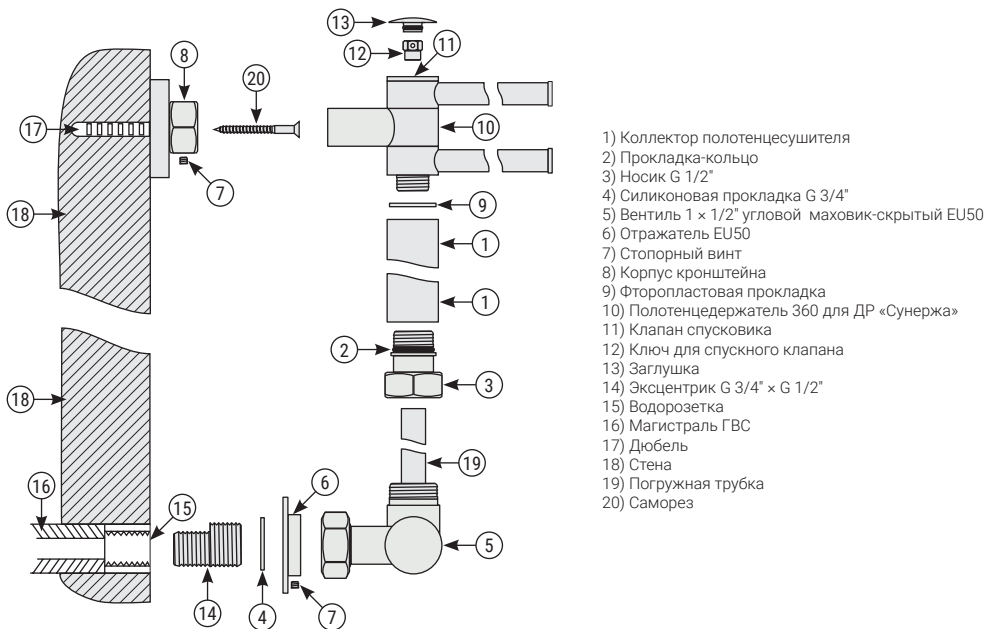 13
12
11
8
20
10
17
7
9
18
1
1
2
3
18
19
16
6
15
5
14
4
7
1) Коллектор полотенцесушителя
2) Прокладка-кольцо
3) Носик G 1/2"
4) Силиконовая прокладка G 3/4"
5) Вентиль 1 × 1/2" угловой маховик-скрытый EU50
6) Отражатель EU50
7) Стопорный винт
8) Корпус кронштейна
9) Фторопластовая прокладка
10) Полотенцедержатель 360 для ДР «Сунержа»
11) Клапан спусковика
12) Ключ для спускного клапана
13) Заглушка
14) Эксцентрик G 3/4" × G 1/2"
15) Водорозетка
16) Магистраль ГВС
17) Дюбель
18) Стена
19) Погружная трубка
20) Саморез